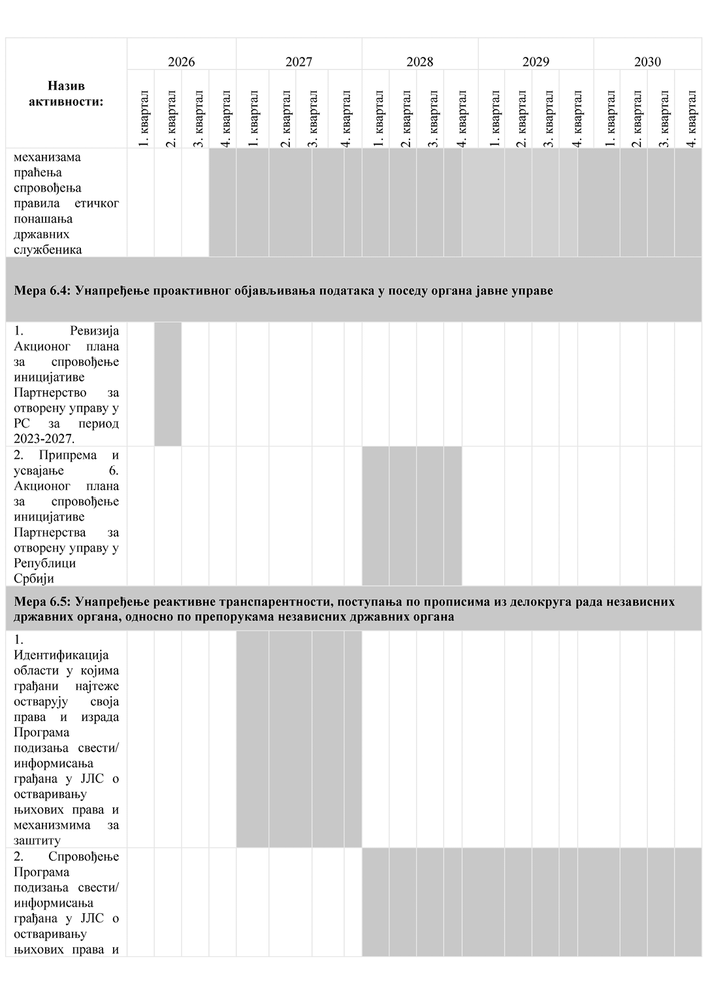 Назив
активности:
2026
2027
2028
2029
2030
1. квартал
2. квартал
3. квартал
4. квартал
1. квартал
2. квартал
3. квартал
4. квартал
1. квартал
2. квартал
3. квартал
4. квартал
1. квартал
2. квартал
3. квартал
4. квартал
1. квартал
2. квартал
3. квартал
4. квартал
механизама
праћења
спровођења
правила етичког
понашања
државних
службеника
Мера 6.4: Унапређење проактивног објављивања података у поседу органа јавне управе
1. Ревизија
Акционог плана
за спровођење
иницијативе
Партнерство за
отворену управу у
РС за период
2023-2027.
2. Припрема и
усвајање 6.
Акционог плана
за спровођење
иницијативе
Партнерства за
отворену управу у
Републици
Србији
Мера 6.5: Унапређење реактивне транспарентности, поступања по прописима из делокруга рада независних
државних органа, односно по препорукама независних државних органа
1.
Идентификација
области у којима
грађани најтеже
остварују своја
права и израда
Програма
подизања свести/
информисања
грађана у ЈЛС о
остваривању
њихових права и
механизмима за
заштиту
2. Спровођење
Програма
подизања свести/
информисања
грађана у ЈЛС о
остваривању
њихових права и